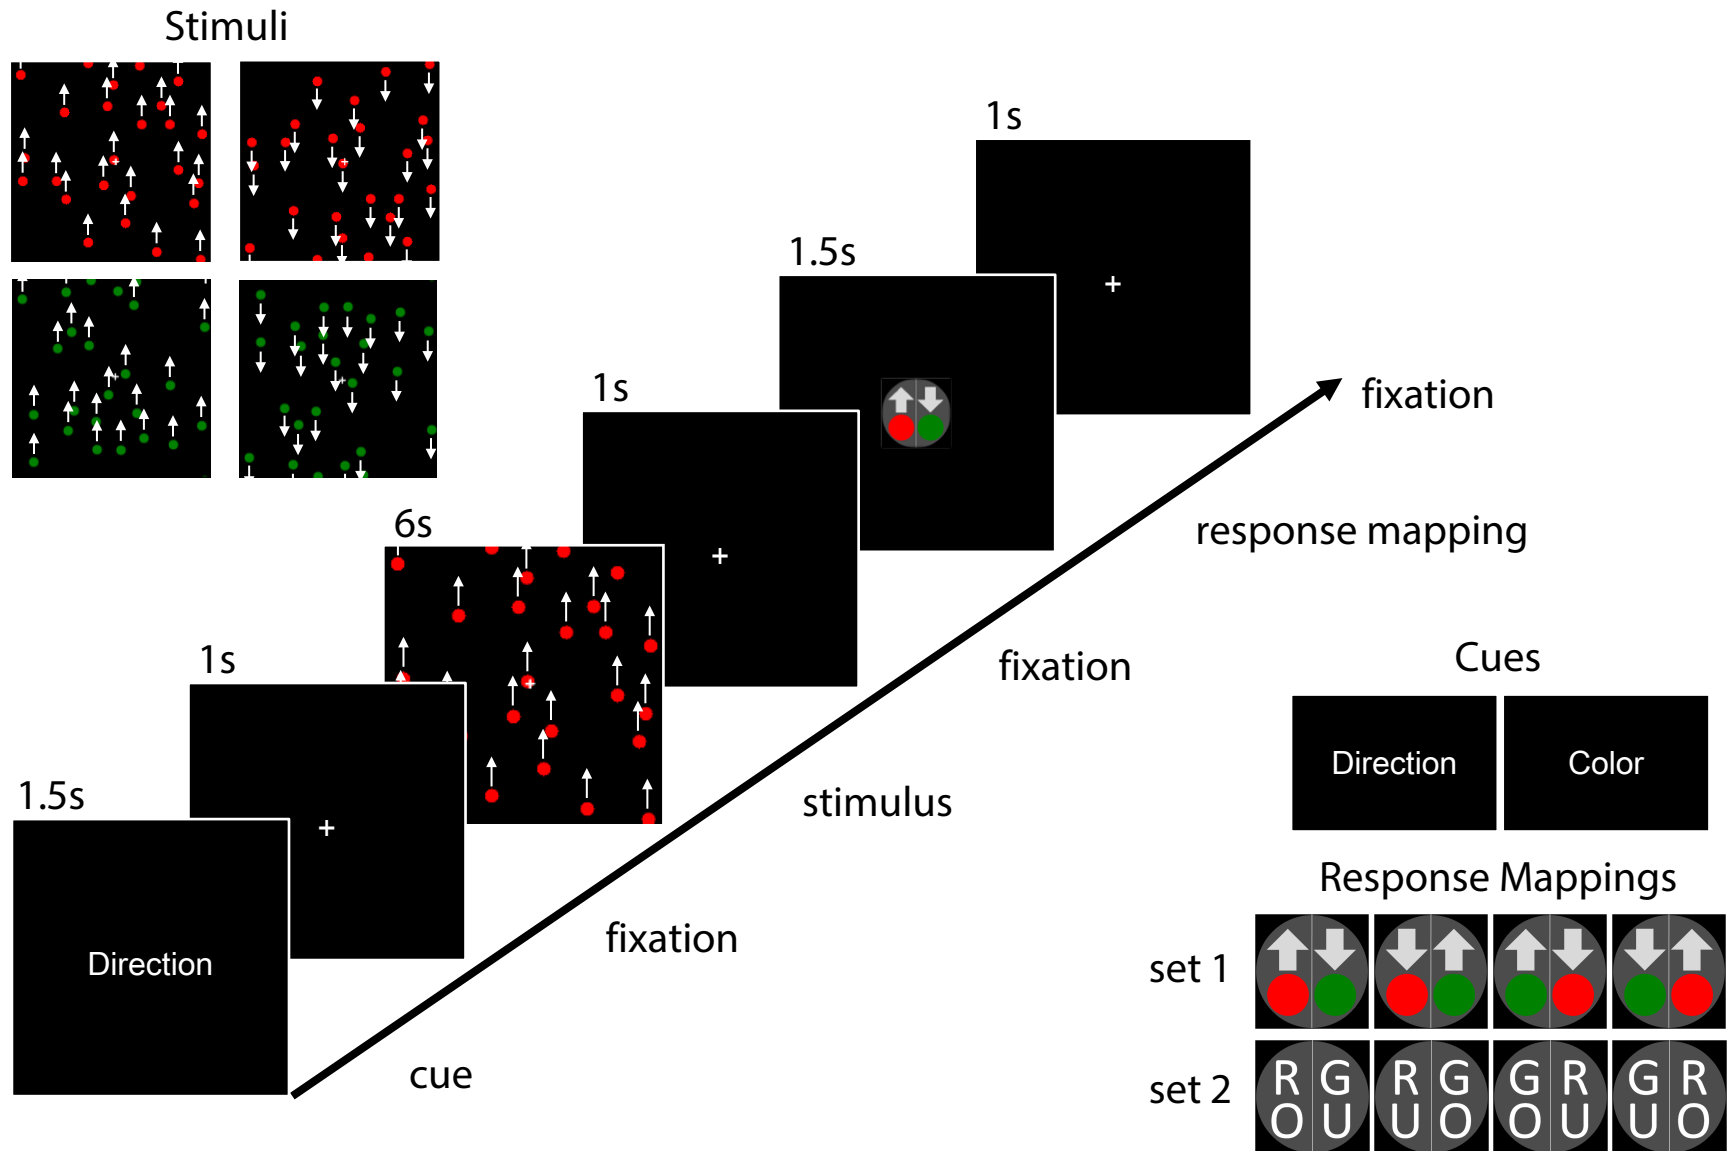 Stimuli
1s
1.5s
1s
fixation
6s
response mapping
1s
fixation
Cues
1.5s
stimulus
Direction
Color
Response Mappings
fixation
Direction
set 1
cue
set 2
R G R G G R G R
O U U O O U U O